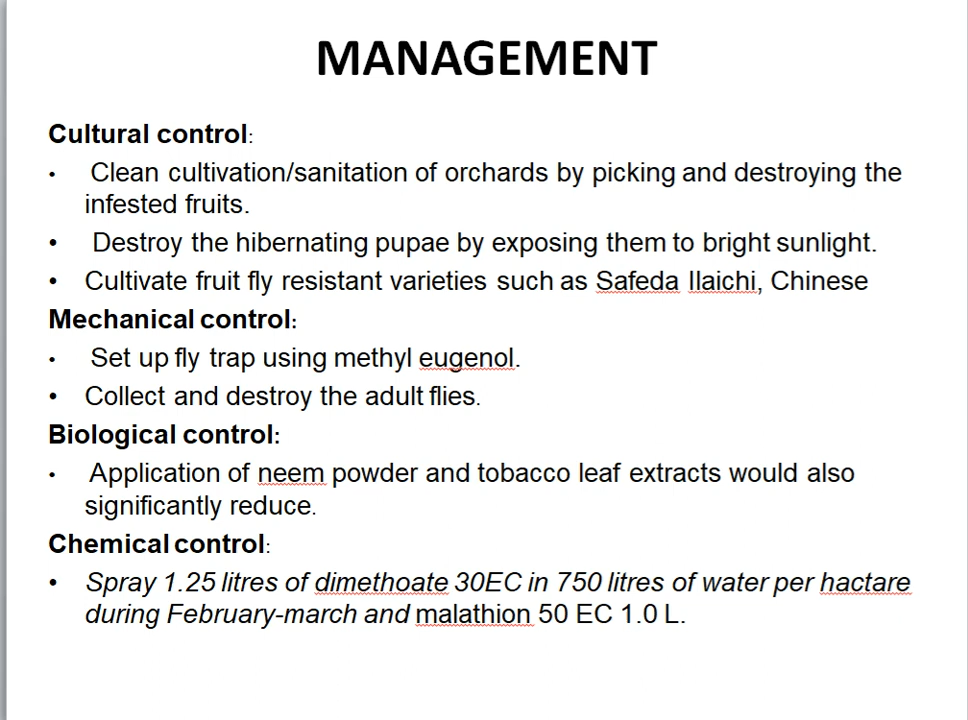 MANAGEMENT
Cultural control:
• Clean cultivation/sanitation of orchards by picking and destroying the
infested fruits.
• Destroy the hibernating pupae by exposing them to bright sunlight.
• Cultivate fruit fly resistant varieties such as Safeda Ilaichi, Chinese
Mechanical control:
• Set up fly trap using methyl eugenol.
• Collect and destroy the adult flies.
Biological control:
• Application of neem powder and tobacco leaf extracts would also
significantly reduce.
Chemical control:
• Spray 1.25 litres of dimethoate 30EC in 750 litres of water per hactare
during February-march and malathion 50 EC 1.0 L.